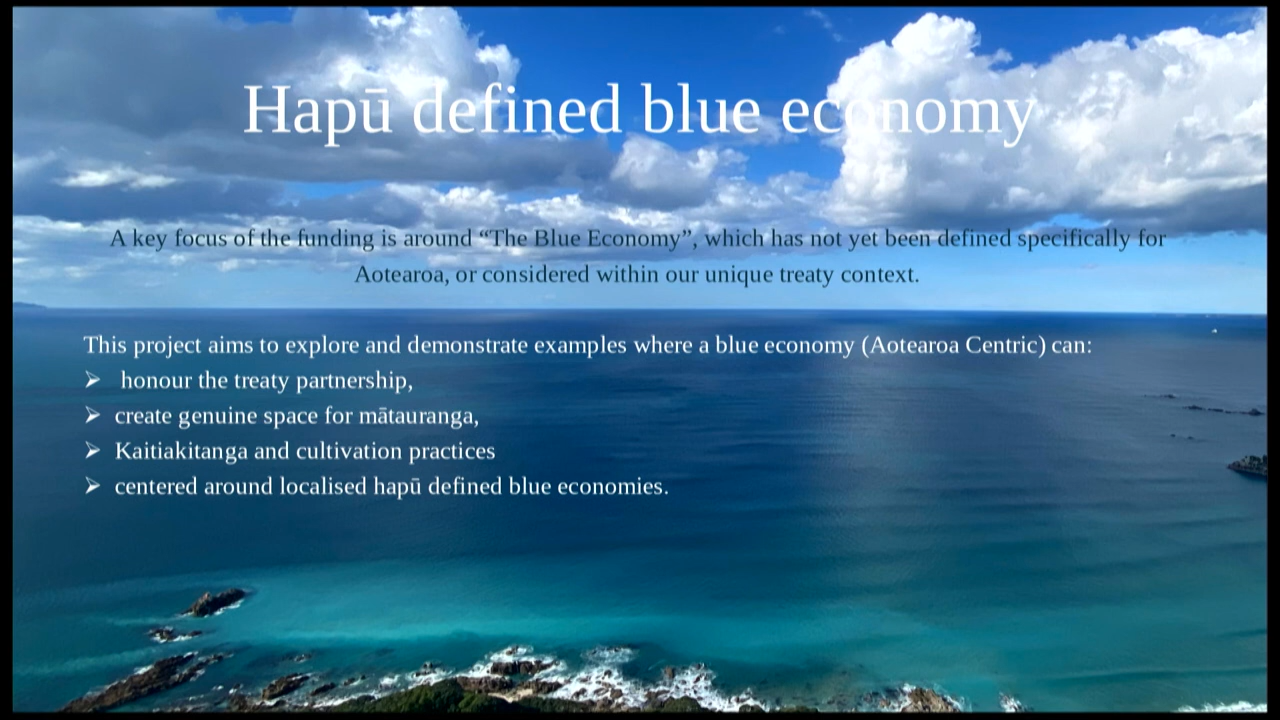 Hapū defined blue economy
A key focus of the funding is around “The Blue Economy”, which has not yet been defined specifically for
Aotearoa, or considered within our unique treaty context.
This project aims to explore and demonstrate examples where a blue economy (Aotearoa Centric) can:
➢ honour the treaty partnership,
➢ create genuine space for mātauranga,
➢ Kaitiakitanga and cultivation practices
➢ centered around localised hapū defined blue economies.